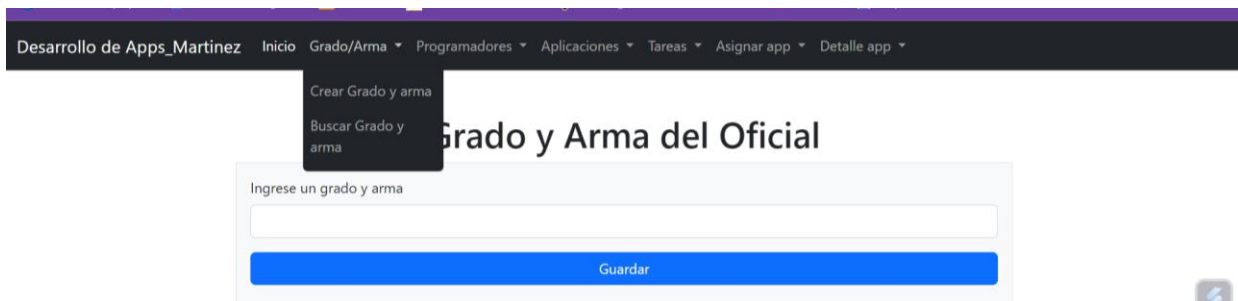 Desarrollo de Apps_Martinez Inicio Grado/Arma Programadores Aplicaciones Tareas Asignar app Detalle app
Crear Grado y arma
Buscar Grado y
arma
Grado y Arma del Oficial
Ingrese un grado y arma
Guardar